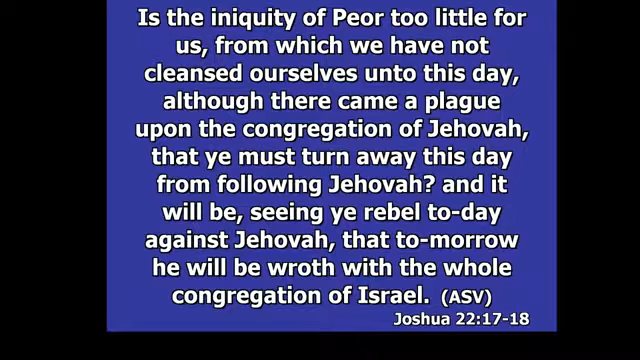 Is the iniquity of Peor too little for
us, from which we have not
cleansed ourselves unto this day,
although there came a plague
upon the congregation of Jehovah,
that ye must turn away this day
from following Jehovah? and it
will be, seeing ye rebel to-day
against Jehovah, that to-morrow
he will be wroth with the whole
congregation of Israel. (ASV)
Joshua 22:17-18